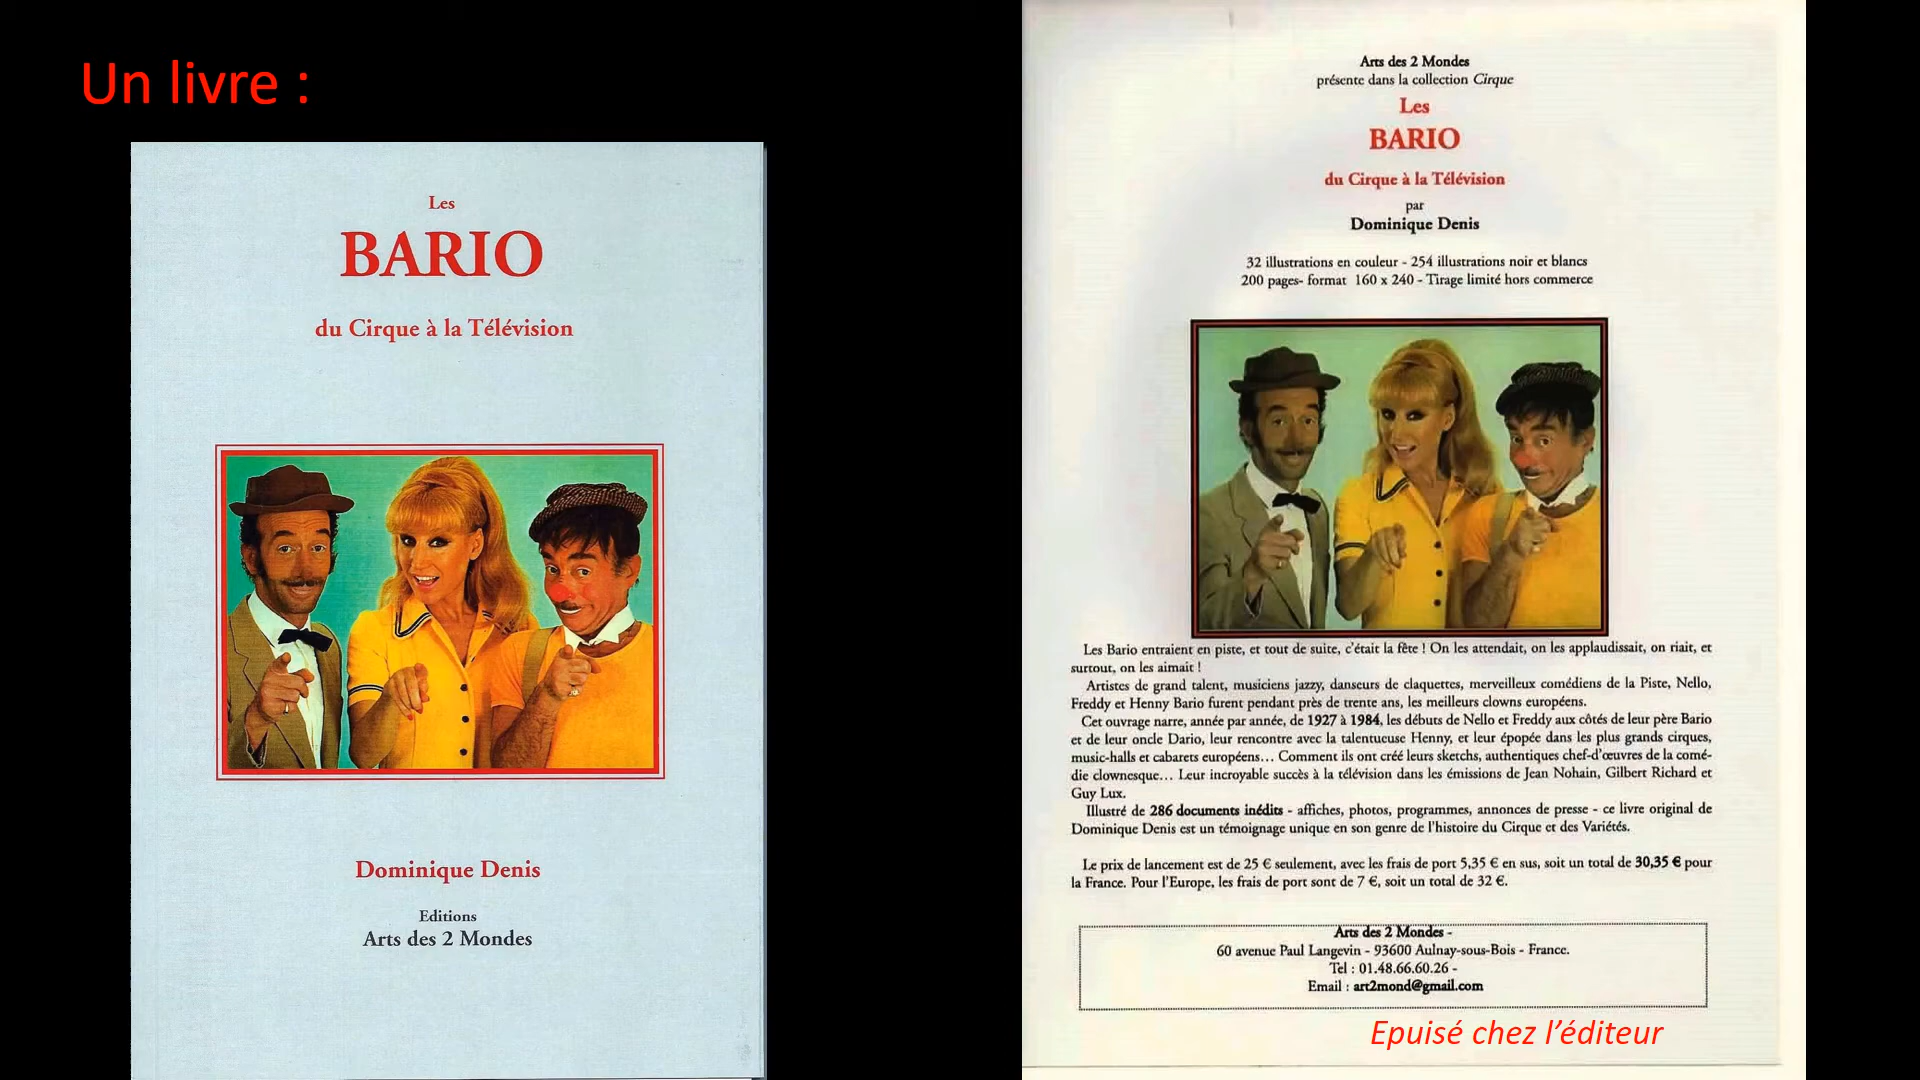 Un livre :
Les
BARIO
du Cirque à la Télévision
Dominique Denis
Editions
Arts des 2 Mondes
Arts des 2 Mondes
présente dans la collection Cirque
Les
BARIO
du Cirque à la Télévision
par
Dominique Denis
32 illustrations en couleur - 254 illustrations noir et blancs
200 pages- format 160 x 240 - Tirage limité hors commerce
Les Bario entraient en piste, et tout de suite, c'était la fête ! On les attendait, on les applaudissait, on riait, et
surtout, on les aimait !
Artistes de grand talent, musiciens jazzy, danseurs de claquettes, merveilleux comédiens de la Piste, Nello,
Freddy et Henny Bario furent pendant près de trente ans, les meilleurs clowns européens.
Cet ouvrage narre, année par année, de 1927 à 1984, les débuts de Nello et Freddy aux côtés de leur père Bario
et de leur oncle Dario, leur rencontre avec la talentueuse Henny, et leur épopée dans les plus grands cirques,
music-halls et cabarets européens... Comment ils ont créé leurs sketchs, authentiques chef-d'œuvres de la comé-
die clownesque... Leur incroyable succès à la télévision dans les émissions de Jean Nohain, Gilbert Richard et
Guy Lux.
Illustré de 286 documents inédits - affiches, photos, programmes, annonces de presse - ce livre original de
Dominique Denis est un témoignage unique en son genre de l'histoire du Cirque et des Variétés.
Le prix de lancement est de 25 € seulement, avec les frais de port 5,35 € en sus, soit un total de 30,35 € pour
la France. Pour l'Europe, les frais de port sont de 7 €, soit un total de 32 €.
Arts des 2 Mondes -
60 avenue Paul Langevin - 93600 Aulnay-sous-Bois - France.
Tel : 01.48.66.60.26 -
Email : art2mond@gmail.com
Epuisé chez l'éditeur